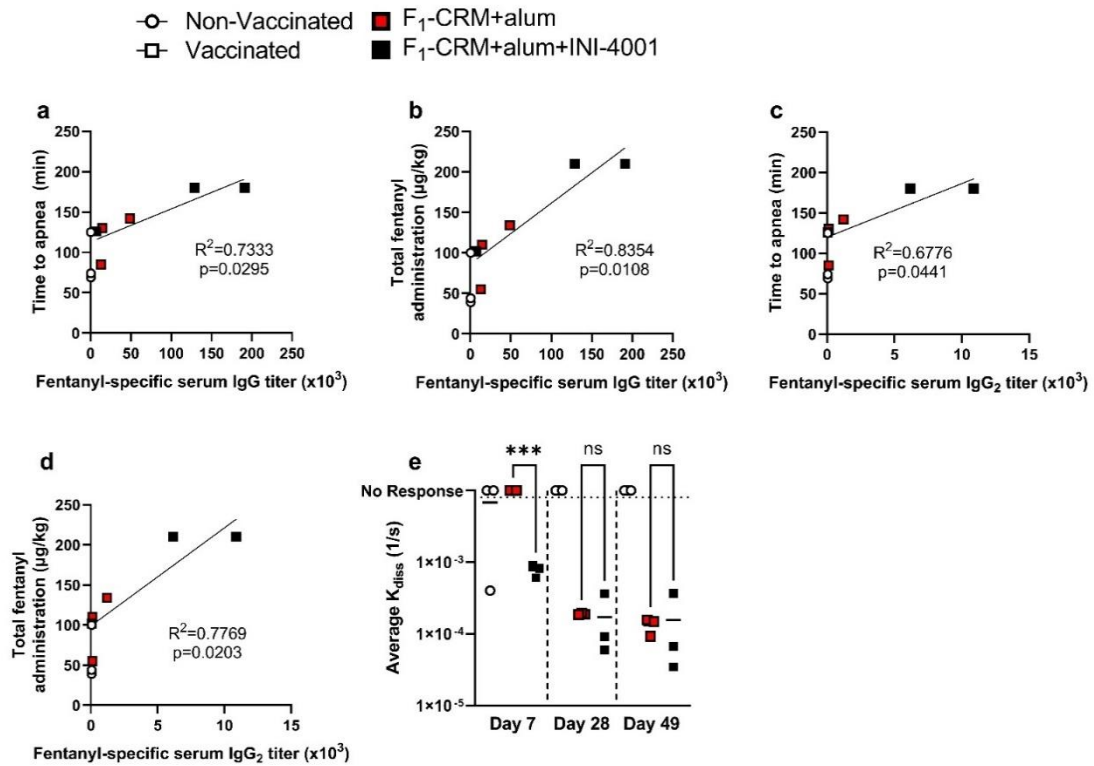 Non-Vaccinated F₁-CRM+alum
Vaccinated F₁-CRM+alum+INI-4001
a
250
200
150
100
50
0
Time to apnea (min)
R²=0.7333
p=0.0295
0 50 100 150 200 250
Fentanyl-specific serum IgG titer (x10³)
b
250
200
150
100
50
0
Total fentanyl
administration (µg/kg)
R²=0.8354
p=0.0108
0 50 100 150 200 250
Fentanyl-specific serum IgG titer (x10³)
c
250
200
150
100
50
0
Time to apnea (min)
R²=0.6776
p=0.0441
0 5 10 15
Fentanyl-specific serum IgG₂ titer (x10³)
d
250
200
150
100
50
0
Total fentanyl
administration (µg/kg)
R²=0.7769
p=0.0203
0 5 10 15
Fentanyl-specific serum IgG₂ titer (x10³)
e
*** ns ns
No Response
1×10⁻³
1×10⁻⁴
1×10⁻⁵
Average K_diss (1/s)
Day 7 Day 28 Day 49